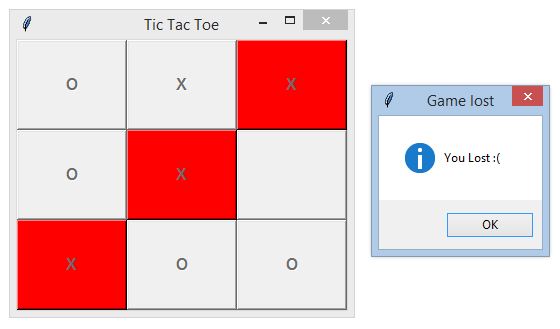 Tic Tac Toe
O X X
O X
X O O
Game lost
You Lost :(
OK